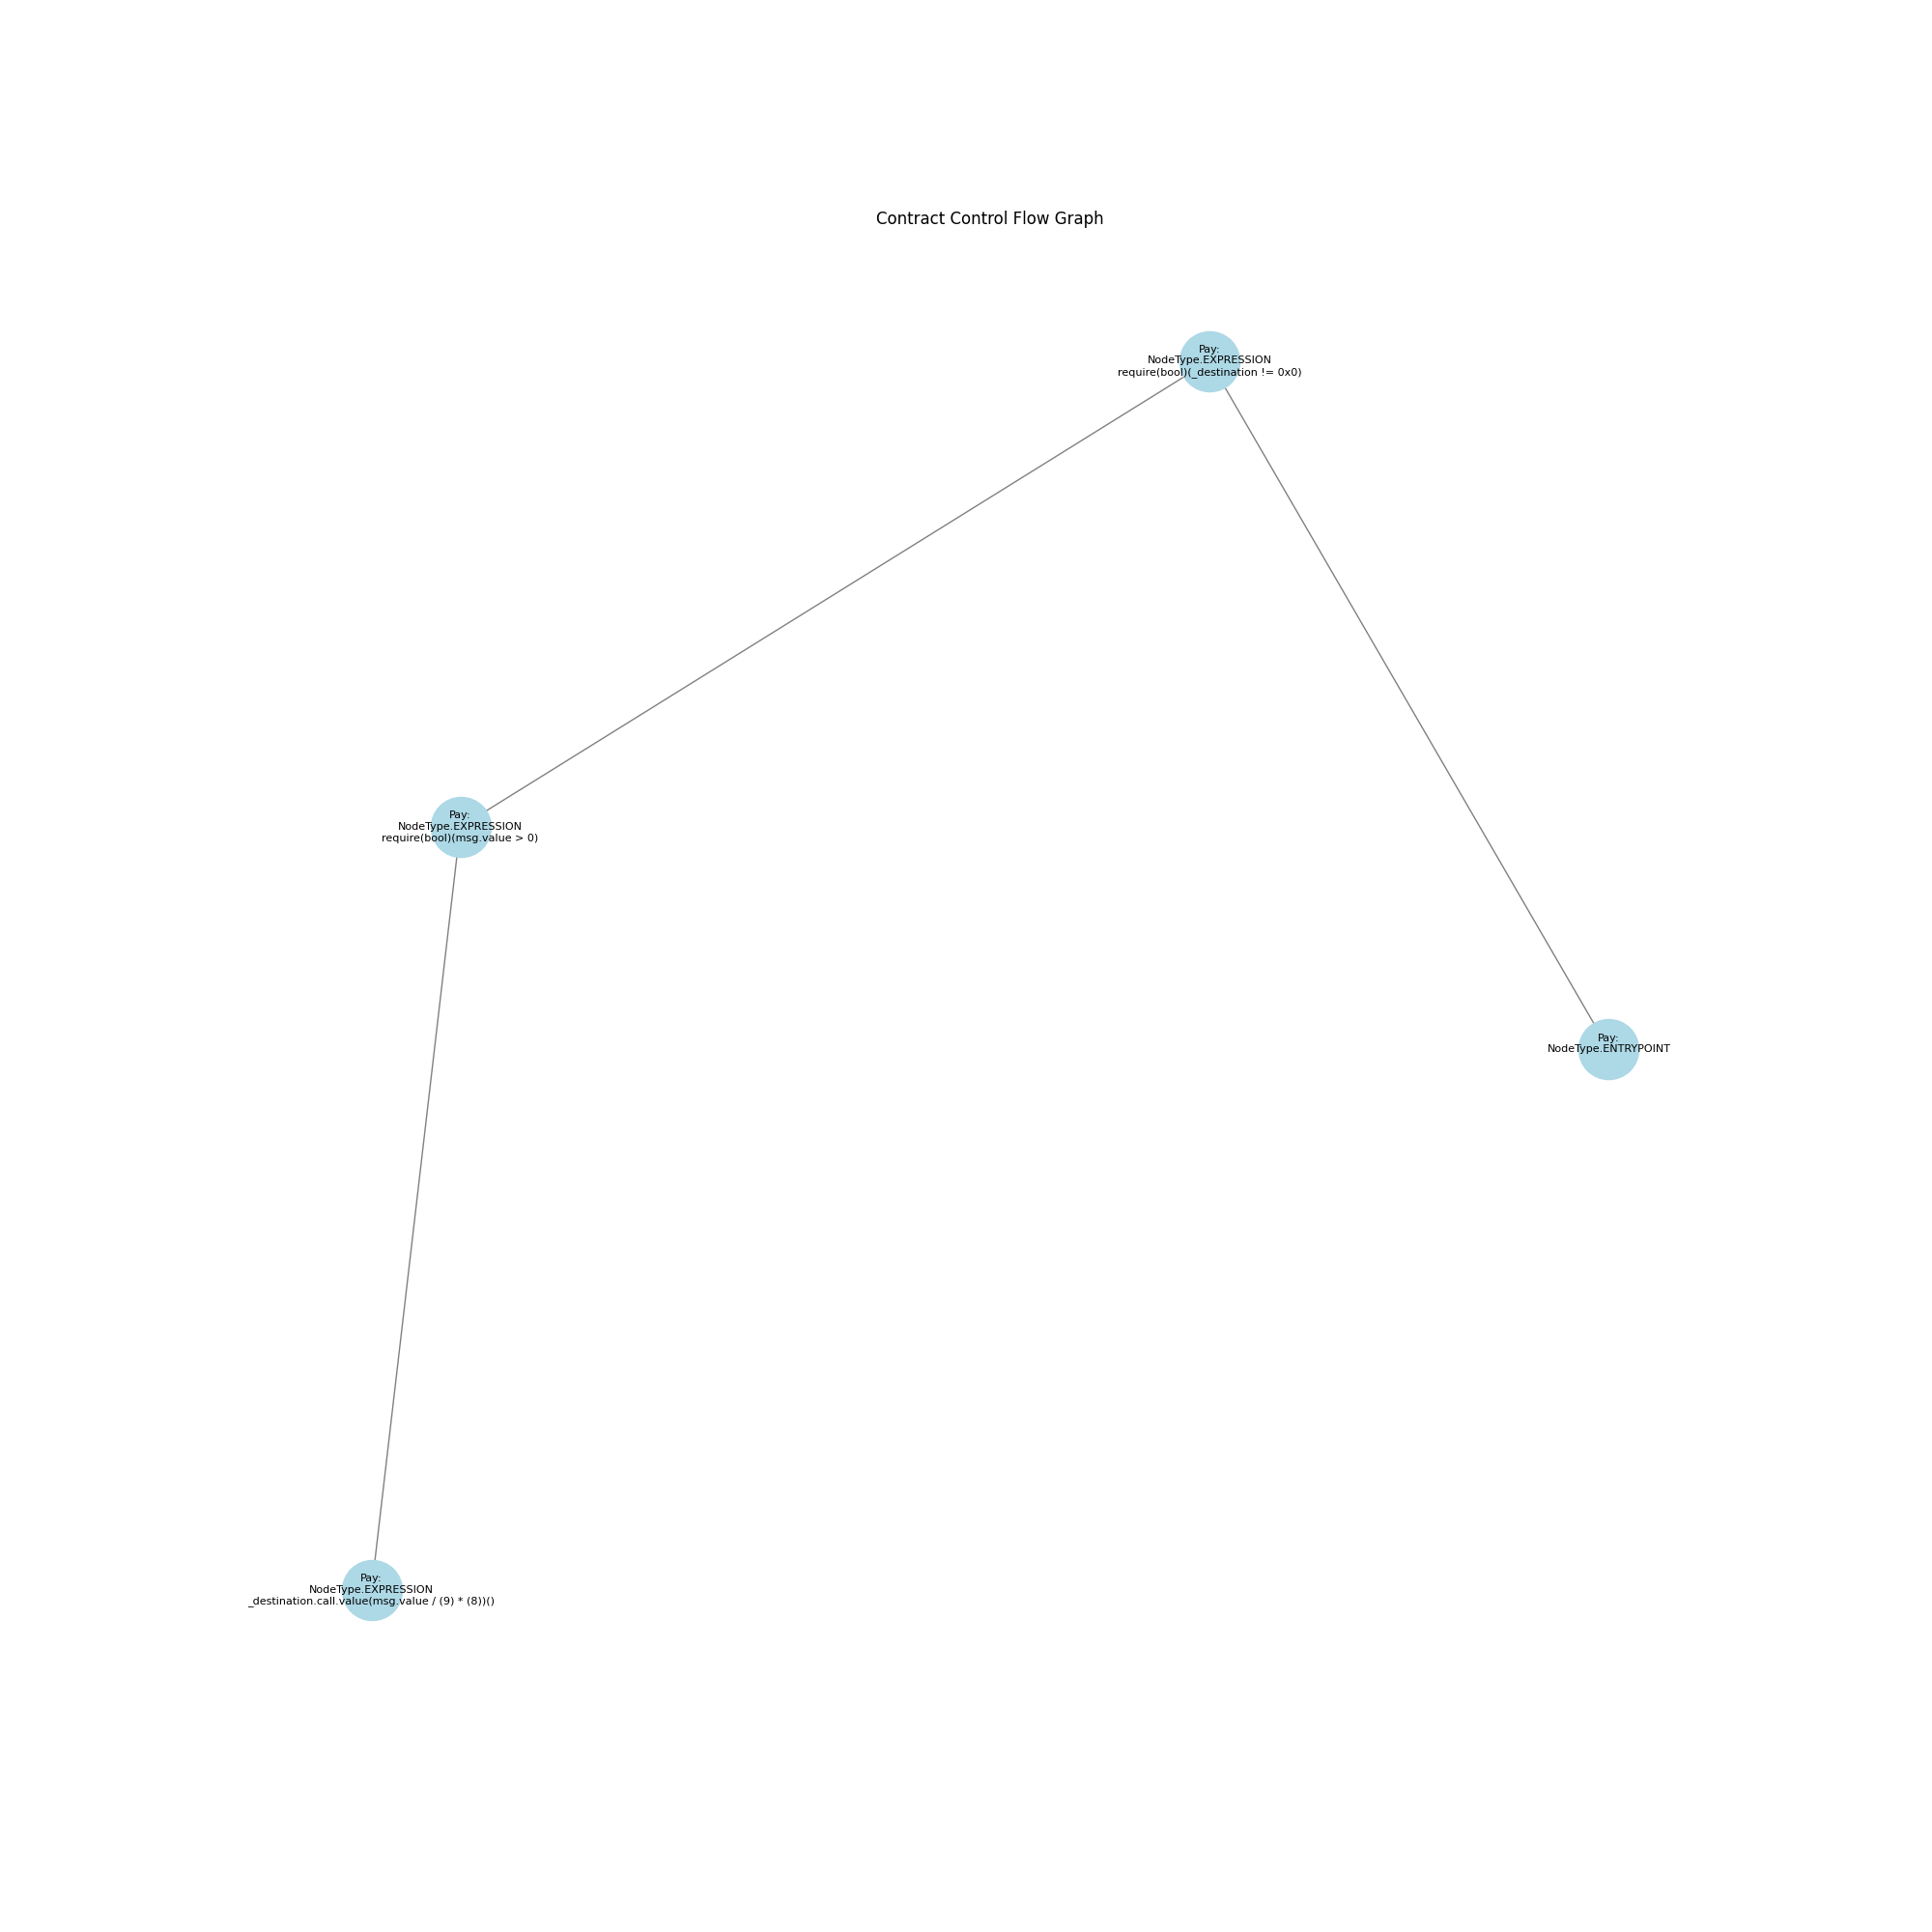 Contract Control Flow Graph
Pay:
NodeType.EXPRESSION
require(bool)(_destination != 0x0)
Pay:
NodeType.EXPRESSION
require(bool)(msg.value > 0)
Pay:
NodeType.ENTRYPOINT
Pay:
NodeType.EXPRESSION
_destination.call.value(msg.value / (9) * (8))()